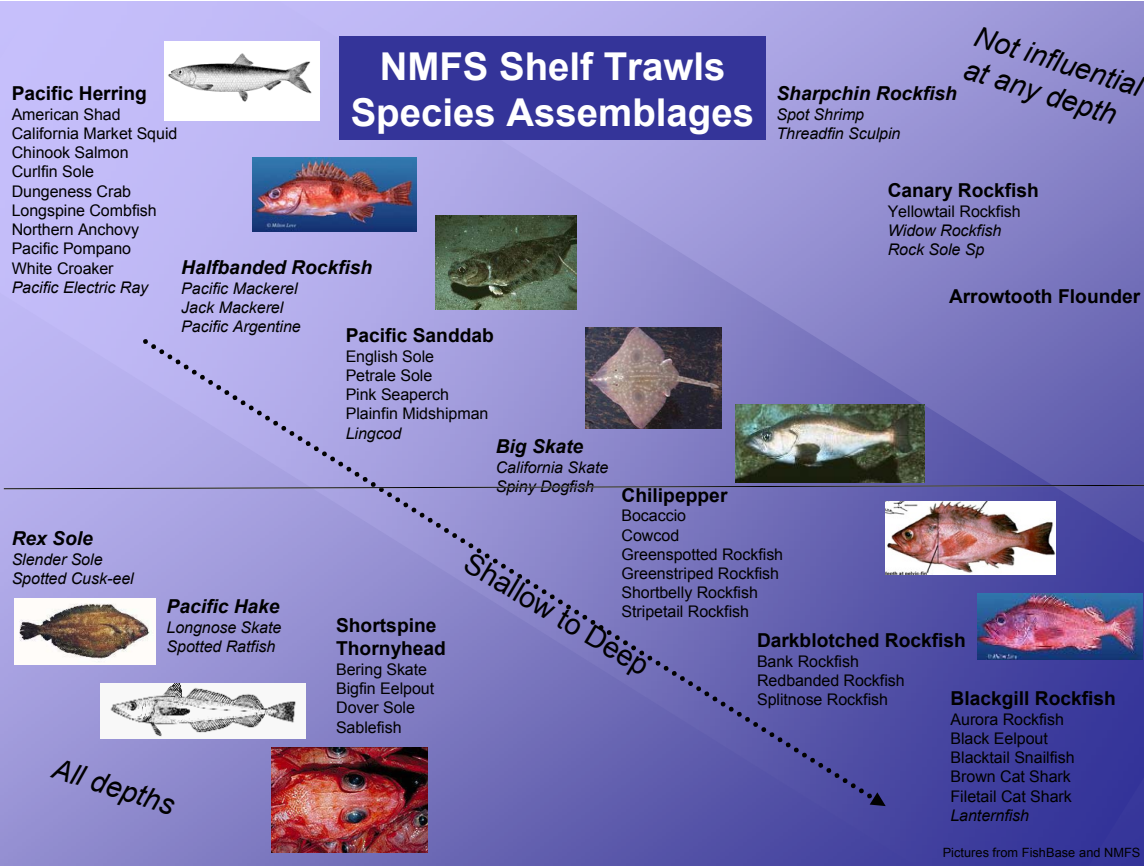 NMFS Shelf Trawls
Species Assemblages
Not influential
at any depth
Pacific Herring
American Shad
California Market Squid
Chinook Salmon
Curlfin Sole
Dungeness Crab
Longspine Combfish
Northern Anchovy
Pacific Pompano
White Croaker
Pacific Electric Ray
Sharpchin Rockfish
Spot Shrimp
Threadfin Sculpin
Canary Rockfish
Yellowtail Rockfish
Widow Rockfish
Rock Sole Sp
Arrowtooth Flounder
Halfbanded Rockfish
Pacific Mackerel
Jack Mackerel
Pacific Argentine
Pacific Sanddab
English Sole
Petrale Sole
Pink Seaperch
Plainfin Midshipman
Lingcod
Big Skate
California Skate
Spiny Dogfish
Chilipepper
Bocaccio
Cowcod
Greenspotted Rockfish
Greenstriped Rockfish
Shortbelly Rockfish
Stripetail Rockfish
Shallow to Deep
Rex Sole
Slender Sole
Spotted Cusk-eel
Pacific Hake
Longnose Skate
Spotted Ratfish
Shortspine
Thornyhead
Bering Skate
Bigfin Eelpout
Dover Sole
Sablefish
Darkblotched Rockfish
Bank Rockfish
Redbanded Rockfish
Splitnose Rockfish
Blackgill Rockfish
Aurora Rockfish
Black Eelpout
Blacktail Snailfish
Brown Cat Shark
Filetail Cat Shark
Lanternfish
All depths
Pictures from FishBase and NMFS